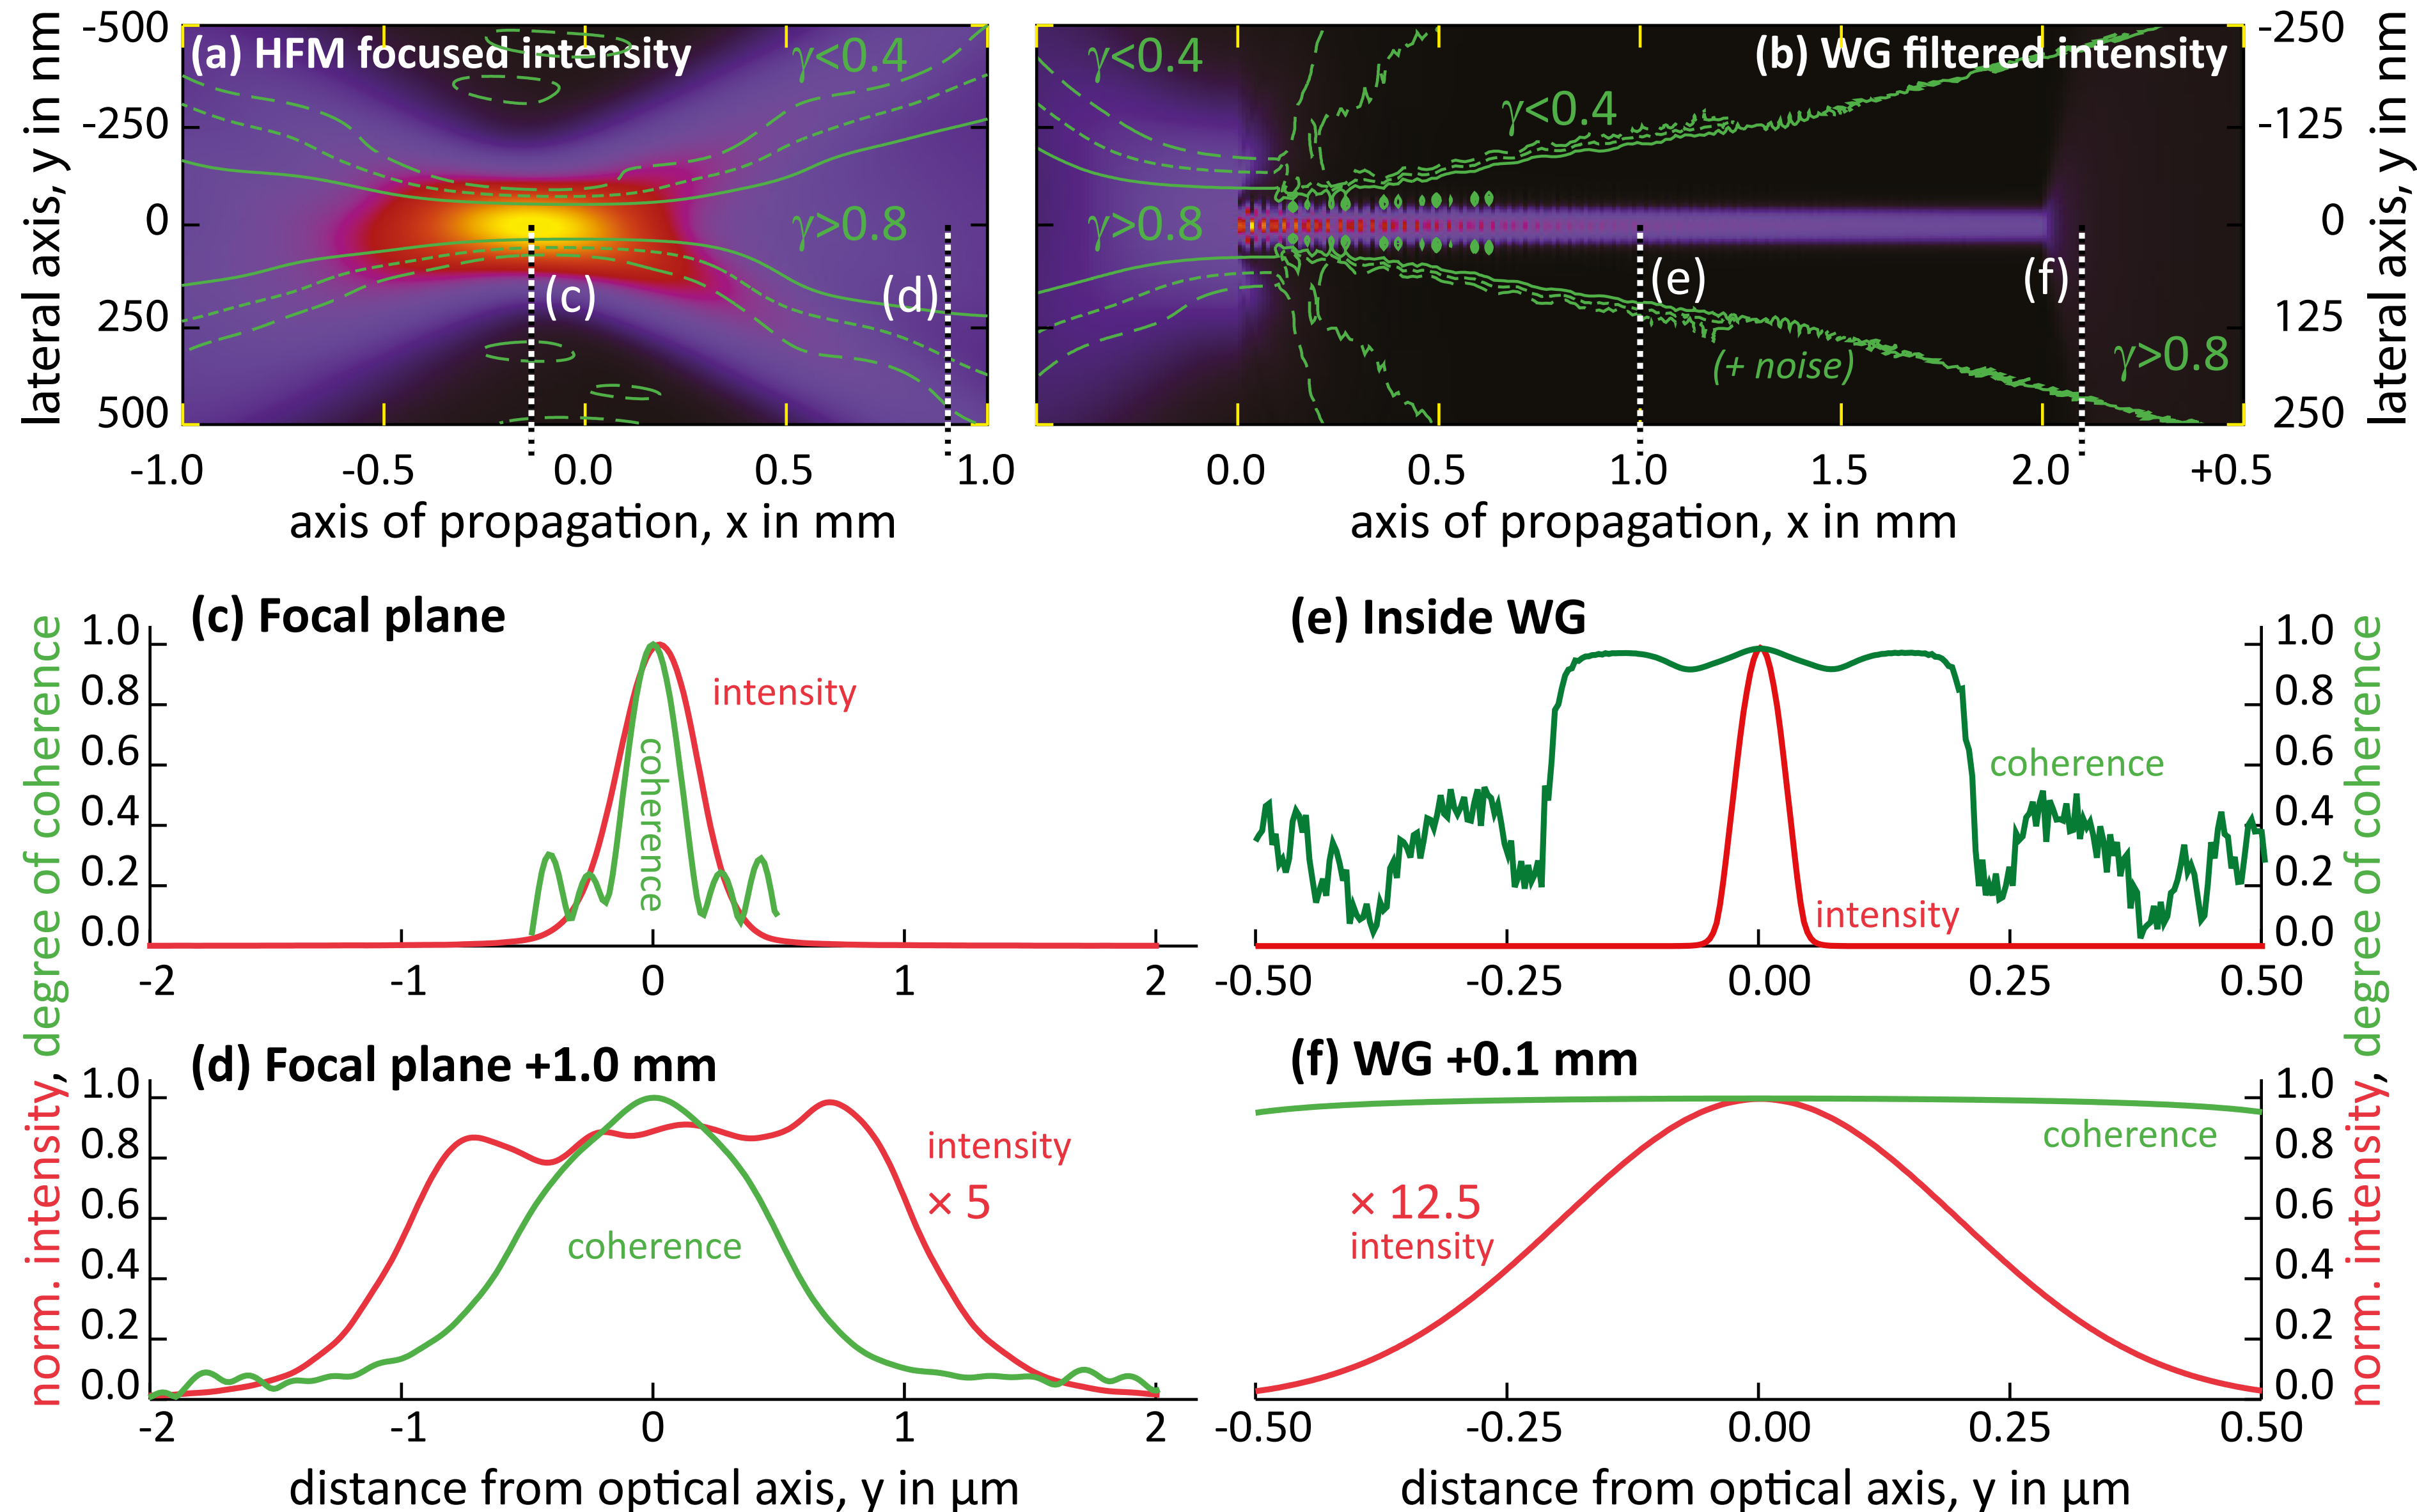 (a) HFM focused intensity
γ<0.4
γ>0.8
(c)
(d)
lateral axis, y in nm
-500
-250
0
250
500
-1.0 -0.5 0.0 0.5 1.0
axis of propagation, x in mm
(b) WG filtered intensity
γ<0.4
γ<0.4
γ>0.8
(e)
(f)
(+ noise)
γ>0.8
-250
-125
0
125
250
lateral axis, y in nm
0.0 0.5 1.0 1.5 2.0 +0.5
axis of propagation, x in mm
norm. intensity, degree of coherence
(c) Focal plane
1.0
0.8
0.6
0.4
0.2
0.0
intensity
coherence
-2 -1 0 1 2
(e) Inside WG
1.0
0.8
0.6
0.4
0.2
0.0
coherence
intensity
-0.50 -0.25 0.00 0.25 0.50
(d) Focal plane +1.0 mm
1.0
0.8
0.6
0.4
0.2
0.0
intensity
× 5
coherence
-2 -1 0 1 2
distance from optical axis, y in µm
(f) WG +0.1 mm
1.0
0.8
0.6
0.4
0.2
0.0
coherence
× 12.5
intensity
-0.50 -0.25 0.00 0.25 0.50
distance from optical axis, y in µm
norm. intensity, degree of coherence